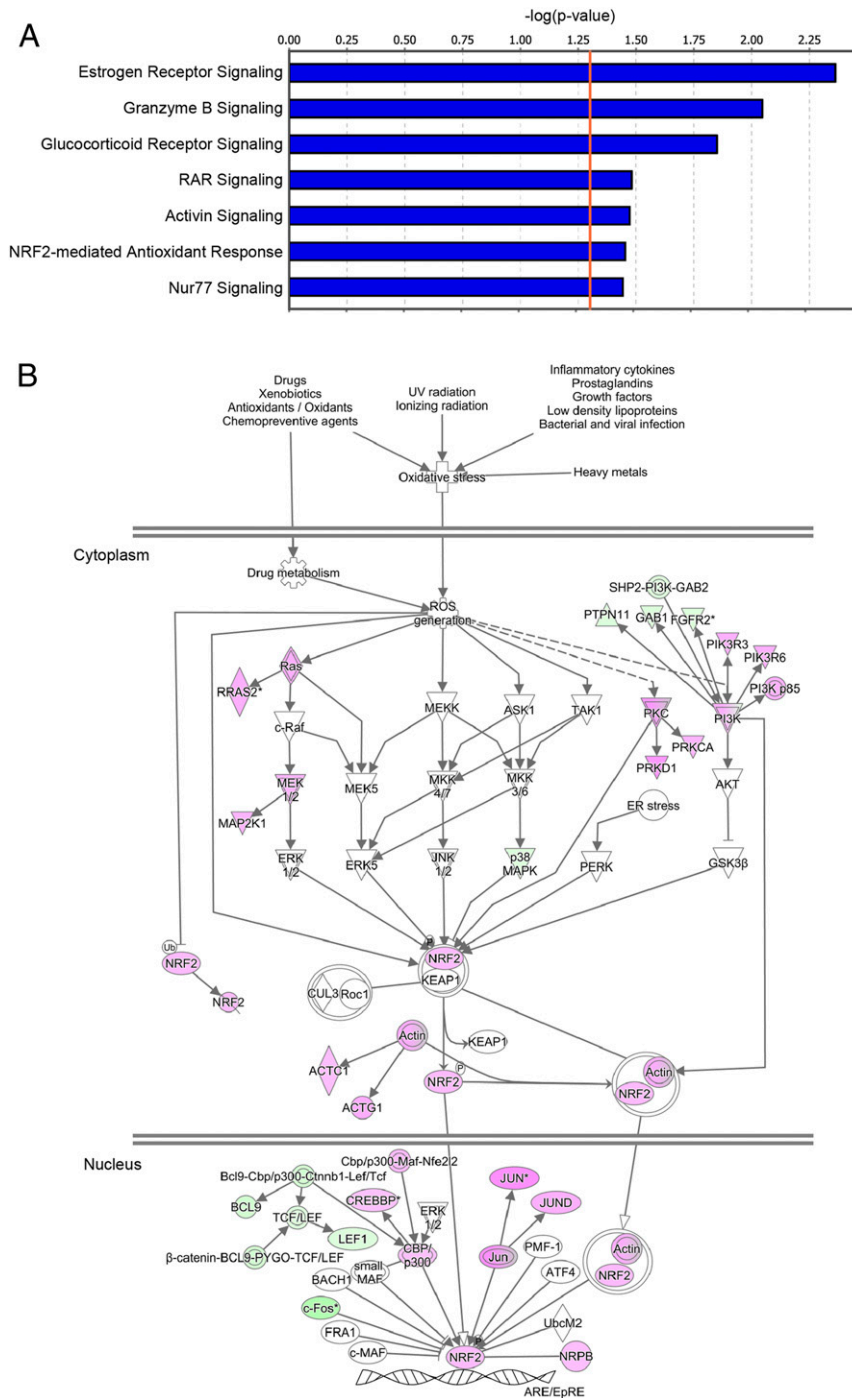 A
-log(p-value)
0.00 0.25 0.50 0.75 1.00 1.25 1.50 1.75 2.00 2.25
Estrogen Receptor Signaling
Granzyme B Signaling
Glucocorticoid Receptor Signaling
RAR Signaling
Activin Signaling
NRF2-mediated Antioxidant Response
Nur77 Signaling
B
Drugs
Xenobiotics
Antioxidants / Oxidants
Chemopreventive agents
UV radiation
Ionizing radiation
Inflammatory cytokines
Prostaglandins
Growth factors
Low density lipoproteins
Bacterial and viral infection
Oxidative stress
Heavy metals
Cytoplasm
Drug metabolism
ROS
generation
SHP2-PI3K-GAB2
PTPN11
GAB1
FGFR2*
PIK3R3
PIK3R6
PI3K p85
RRAS2*
Ras
c-Raf
MEKK
ASK1
TAK1
PKC
PI3K
PRKCA
PRKD1
MEK
1/2
MEK5
MKK
4/7
MKK
3/6
AKT
MAP2K1
ER stress
ERK
1/2
ERK5
JNK
1/2
p38
MAPK
PERK
GSK3β
Ub
NRF2
NRF2
P
NRF2
KEAP1
CUL3
Roc1
Actin
KEAP1
ACTC1
ACTG1
P
NRF2
Actin
NRF2
Nucleus
Cbp/p300-Maf-Nfe2l2
Bcl9-Cbp/p300-Ctnnb1-Lef/Tcf
JUN*
BCL9
CREBBP*
JUND
TCF/LEF
ERK
1/2
LEF1
CBP/
p300
Jun
PMF-1
Actin
NRF2
β-catenin-BCL9-PYGO-TCF/LEF
small
MAF
BACH1
ATF4
c-Fos*
UbcM2
FRA1
c-MAF
P
NRF2
NRPB
ARE/EpRE